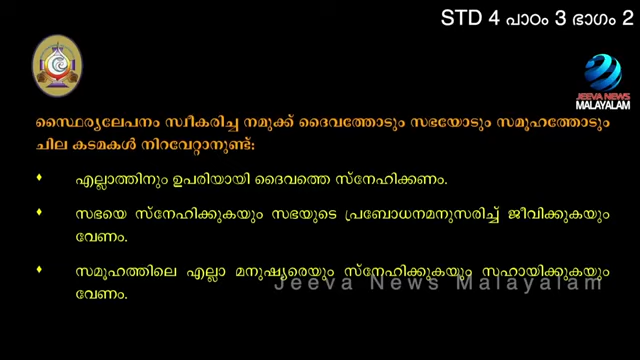 STD 4 പാഠം 3 ഭാഗം 2
JEEVA NEWS
MALAYALAM
സ്ഥൈര്യലേപനം സ്വീകരിച്ച നമുക്ക് ദൈവത്തോടും സഭയോടും സമൂഹത്തോടും
ചില കടമകൾ നിറവേറ്റാനുണ്ട്:
♦ എല്ലാത്തിനും ഉപരിയായി ദൈവത്തെ സ്നേഹിക്കണം.
♦ സഭയെ സ്നേഹിക്കുകയും സഭയുടെ പ്രബോധനമനുസരിച്ച് ജീവിക്കുകയും
വേണം.
♦ സമൂഹത്തിലെ എല്ലാ മനുഷ്യരെയും സ്നേഹിക്കുകയും സഹായിക്കുകയും
Jeeva News Malayalam
വേണം.